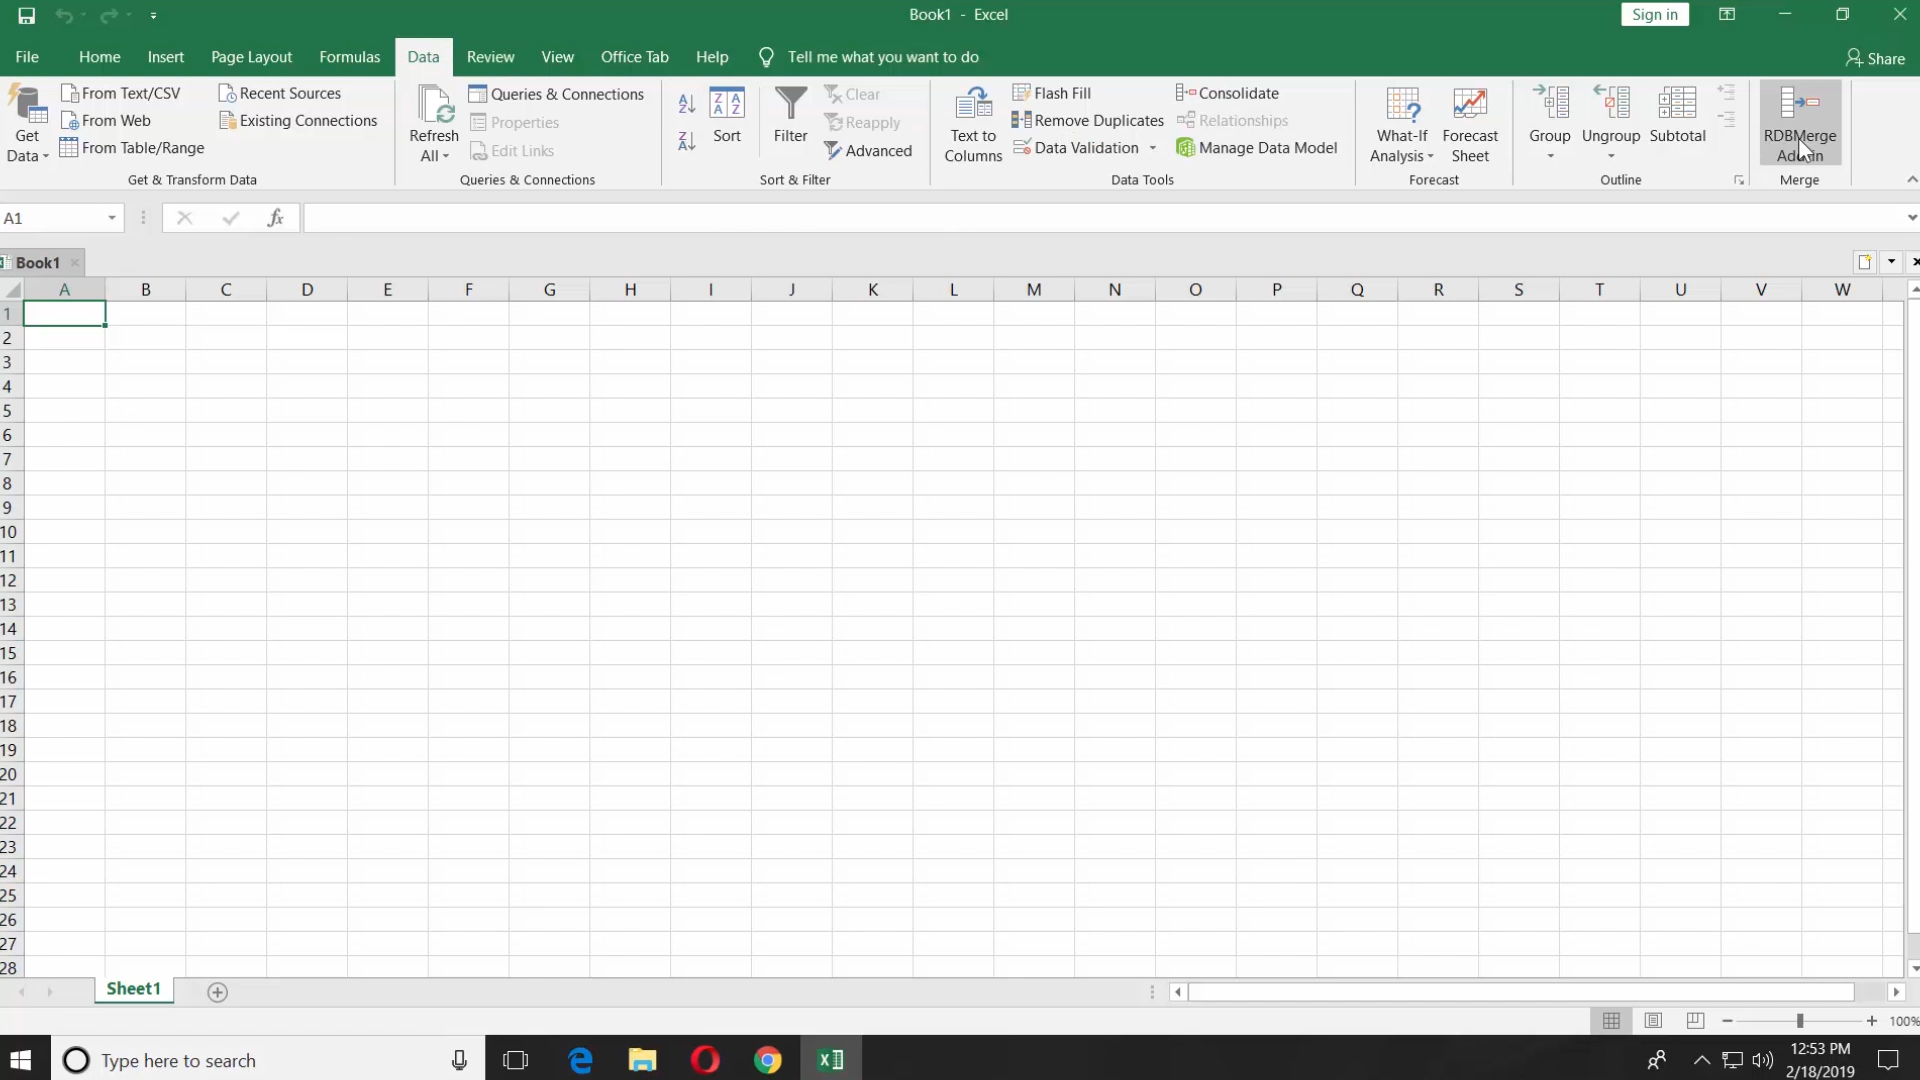 Book1 - Excel
Sign in
File Home Insert Page Layout Formulas Data Review View Office Tab Help Tell me what you want to do Share
Get Data
From Text/CSV
From Web
From Table/Range
Recent Sources
Existing Connections
Get & Transform Data
Refresh All
Queries & Connections
Properties
Edit Links
Queries & Connections
Sort
Filter
Clear
Reapply
Advanced
Sort & Filter
Text to Columns
Flash Fill
Remove Duplicates
Data Validation
Consolidate
Relationships
Manage Data Model
Data Tools
What-If Analysis
Forecast Sheet
Forecast
Group
Ungroup
Subtotal
Outline
RDBMerge
Merge
A1
fx
Book1
A B C D E F G H I J K L M N O P Q R S T U V W
1
2
3
4
5
6
7
8
9
10
11
12
13
14
15
16
17
18
19
20
21
22
23
24
25
26
27
28
Sheet1
100%
Type here to search
12:53 PM
2/18/2019